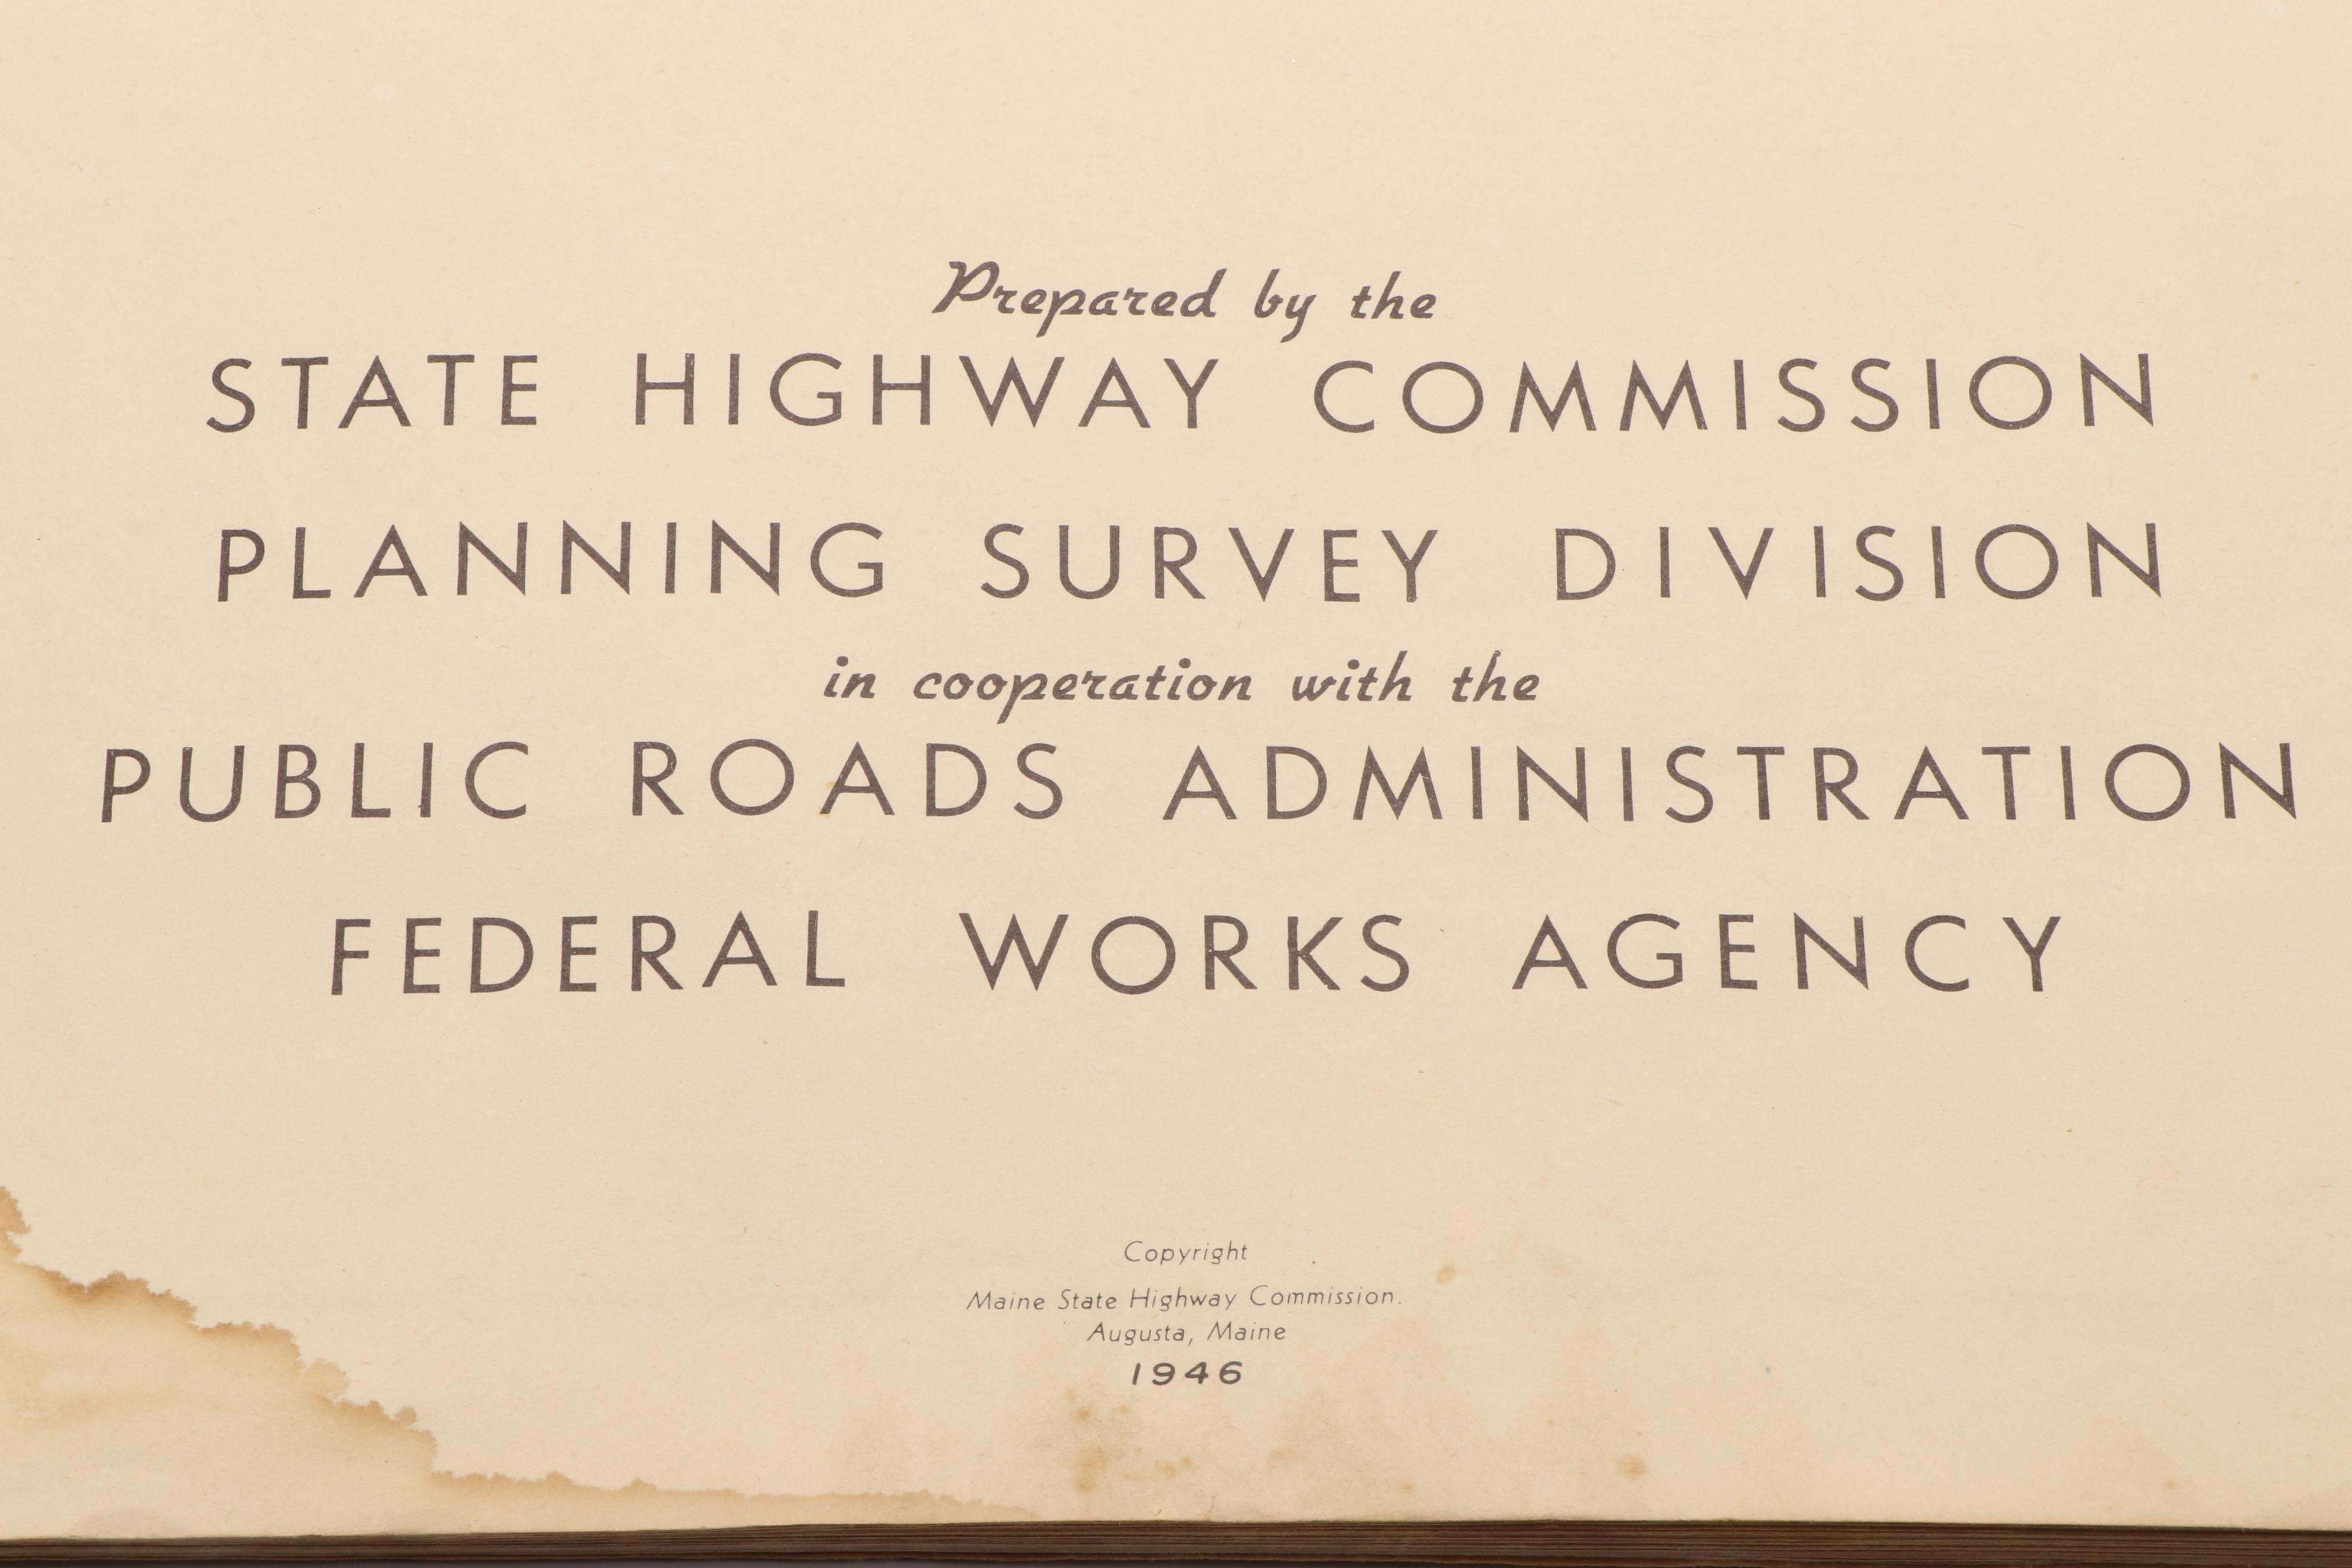 Prepared by the
STATE HIGHWAY COMMISSION
PLANNING SURVEY DIVISION
in cooperation with the
PUBLIC ROADS ADMINISTRATION
FEDERAL WORKS AGENCY
Copyright
Maine State Highway Commission.
Augusta, Maine
1946